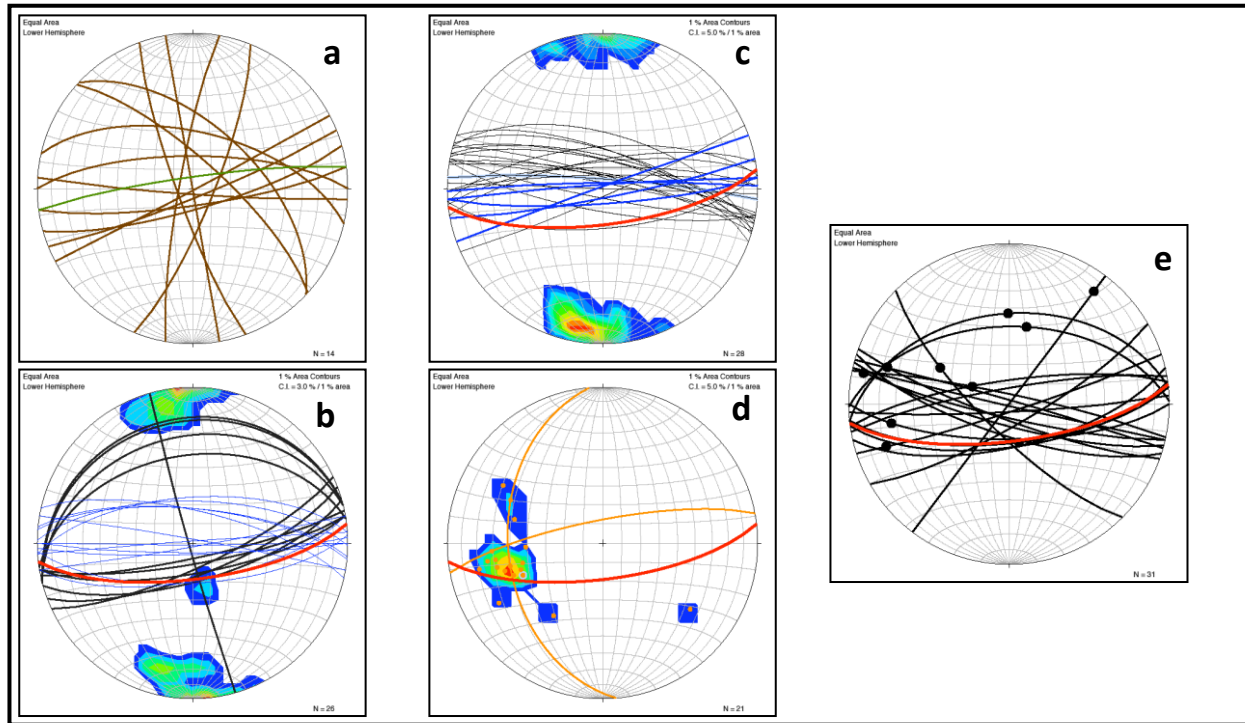 Equal Area
Lower Hemisphere
a
N = 14
Equal Area
Lower Hemisphere
1 % Area Contours
C.I. = 3.0 % / 1 % area
b
N = 26
Equal Area
Lower Hemisphere
1 % Area Contours
C.I. = 5.0 % / 1 % area
c
N = 28
Equal Area
Lower Hemisphere
1 % Area Contours
C.I. = 5.0 % / 1 % area
d
N = 21
Equal Area
Lower Hemisphere
e
N = 31